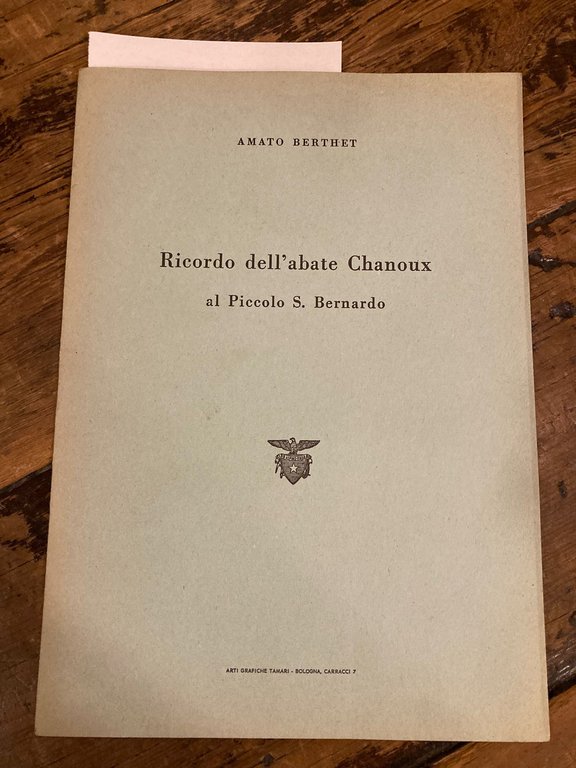 AMATO BERTHET
Ricordo dell'abate Chanoux
al Piccolo S. Bernardo
ARTI GRAFICHE TAMARI - BOLOGNA, CARRACCI 7